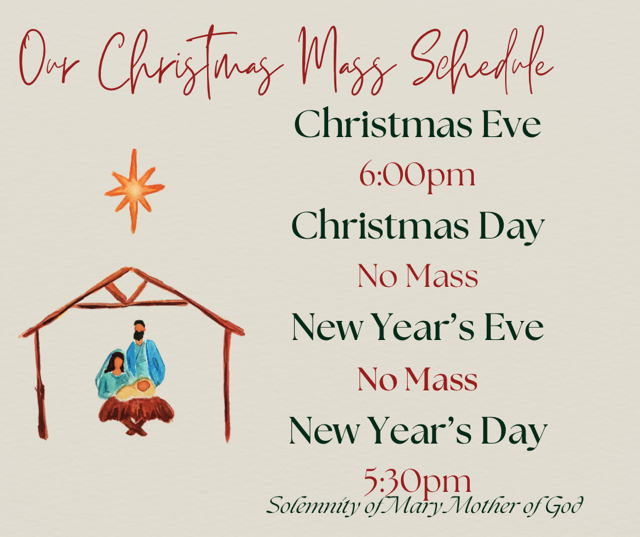 Our Christmas Mass Schedule
Christmas Eve
6:00pm
Christmas Day
No Mass
New Year's Eve
No Mass
New Year's Day
5:30pm
Solemnity of Mary Mother of God